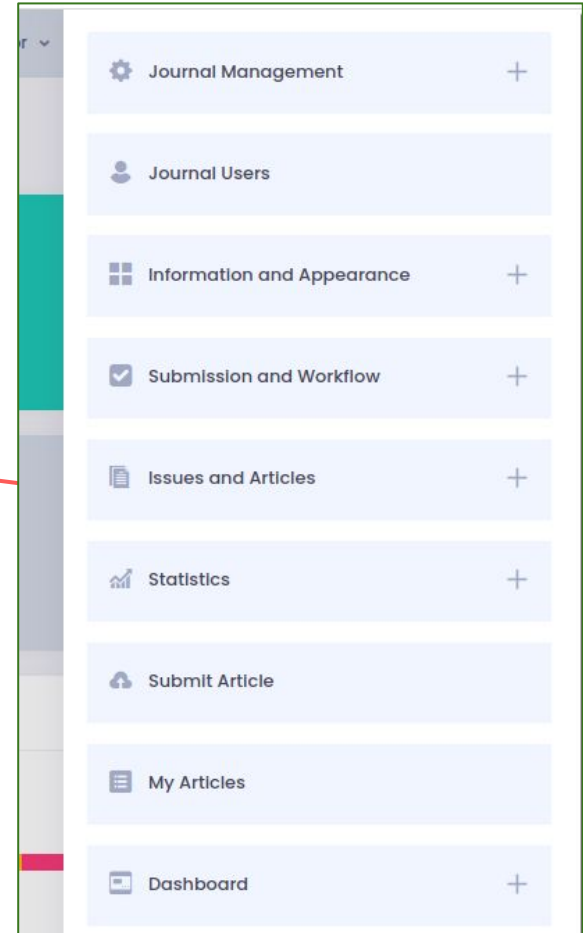 Journal Management
Journal Users
Information and Appearance
Submission and Workflow
Issues and Articles
Statistics
Submit Article
My Articles
Dashboard